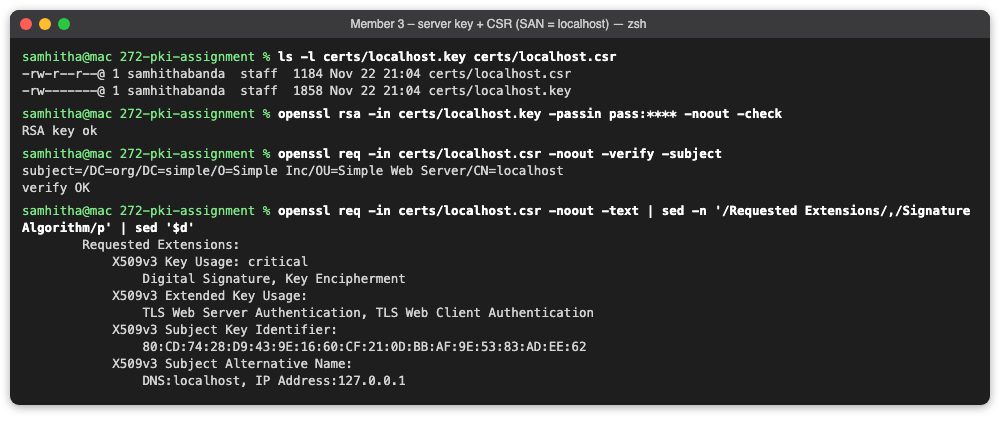 Member 3 – server key + CSR (SAN = localhost) — zsh
samhitha@mac 272-pki-assignment % ls -l certs/localhost.key certs/localhost.csr
-rw-r--r--@ 1 samhithabanda  staff  1184 Nov 22 21:04 certs/localhost.csr
-rw-------@ 1 samhithabanda  staff  1858 Nov 22 21:04 certs/localhost.key
samhitha@mac 272-pki-assignment % openssl rsa -in certs/localhost.key -passin pass:**** -noout -check
RSA key ok
samhitha@mac 272-pki-assignment % openssl req -in certs/localhost.csr -noout -verify -subject
subject=/DC=org/DC=simple/O=Simple Inc/OU=Simple Web Server/CN=localhost
verify OK
samhitha@mac 272-pki-assignment % openssl req -in certs/localhost.csr -noout -text | sed -n '/Requested Extensions/,/Signature
Algorithm/p' | sed '$d'
        Requested Extensions:
            X509v3 Key Usage: critical
                Digital Signature, Key Encipherment
            X509v3 Extended Key Usage:
                TLS Web Server Authentication, TLS Web Client Authentication
            X509v3 Subject Key Identifier:
                80:CD:74:28:D9:43:9E:16:60:CF:21:0D:BB:AF:9E:53:83:AD:EE:62
            X509v3 Subject Alternative Name:
                DNS:localhost, IP Address:127.0.0.1